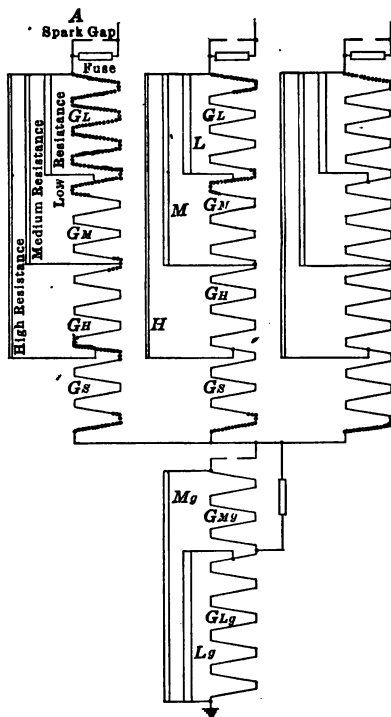 A
Spark Gap
Fuse
GL
Low Resistance
Medium Resistance
High Resistance
GM
GH
GS
GL
L
GM
M
GH
H
GS
Mg
GMg
GLg
Lg